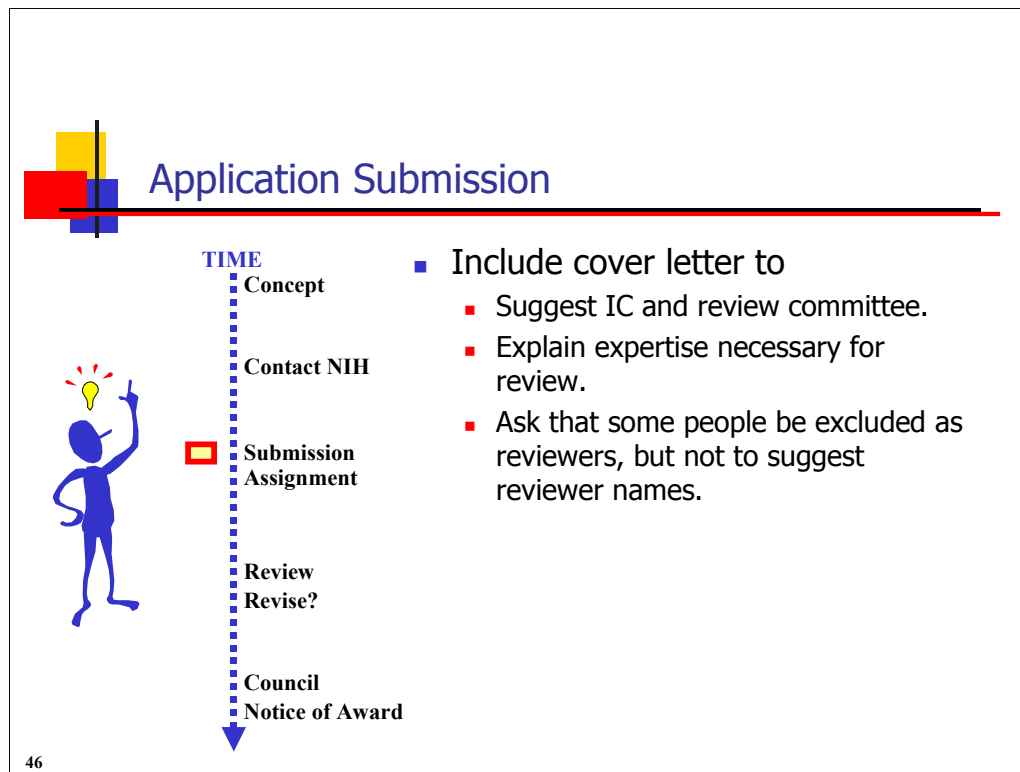 Application Submission
TIME
Concept
Contact NIH
Submission
Assignment
Review
Revise?
Council
Notice of Award
Include cover letter to
Suggest IC and review committee.
Explain expertise necessary for
review.
Ask that some people be excluded as
reviewers, but not to suggest
reviewer names.
46